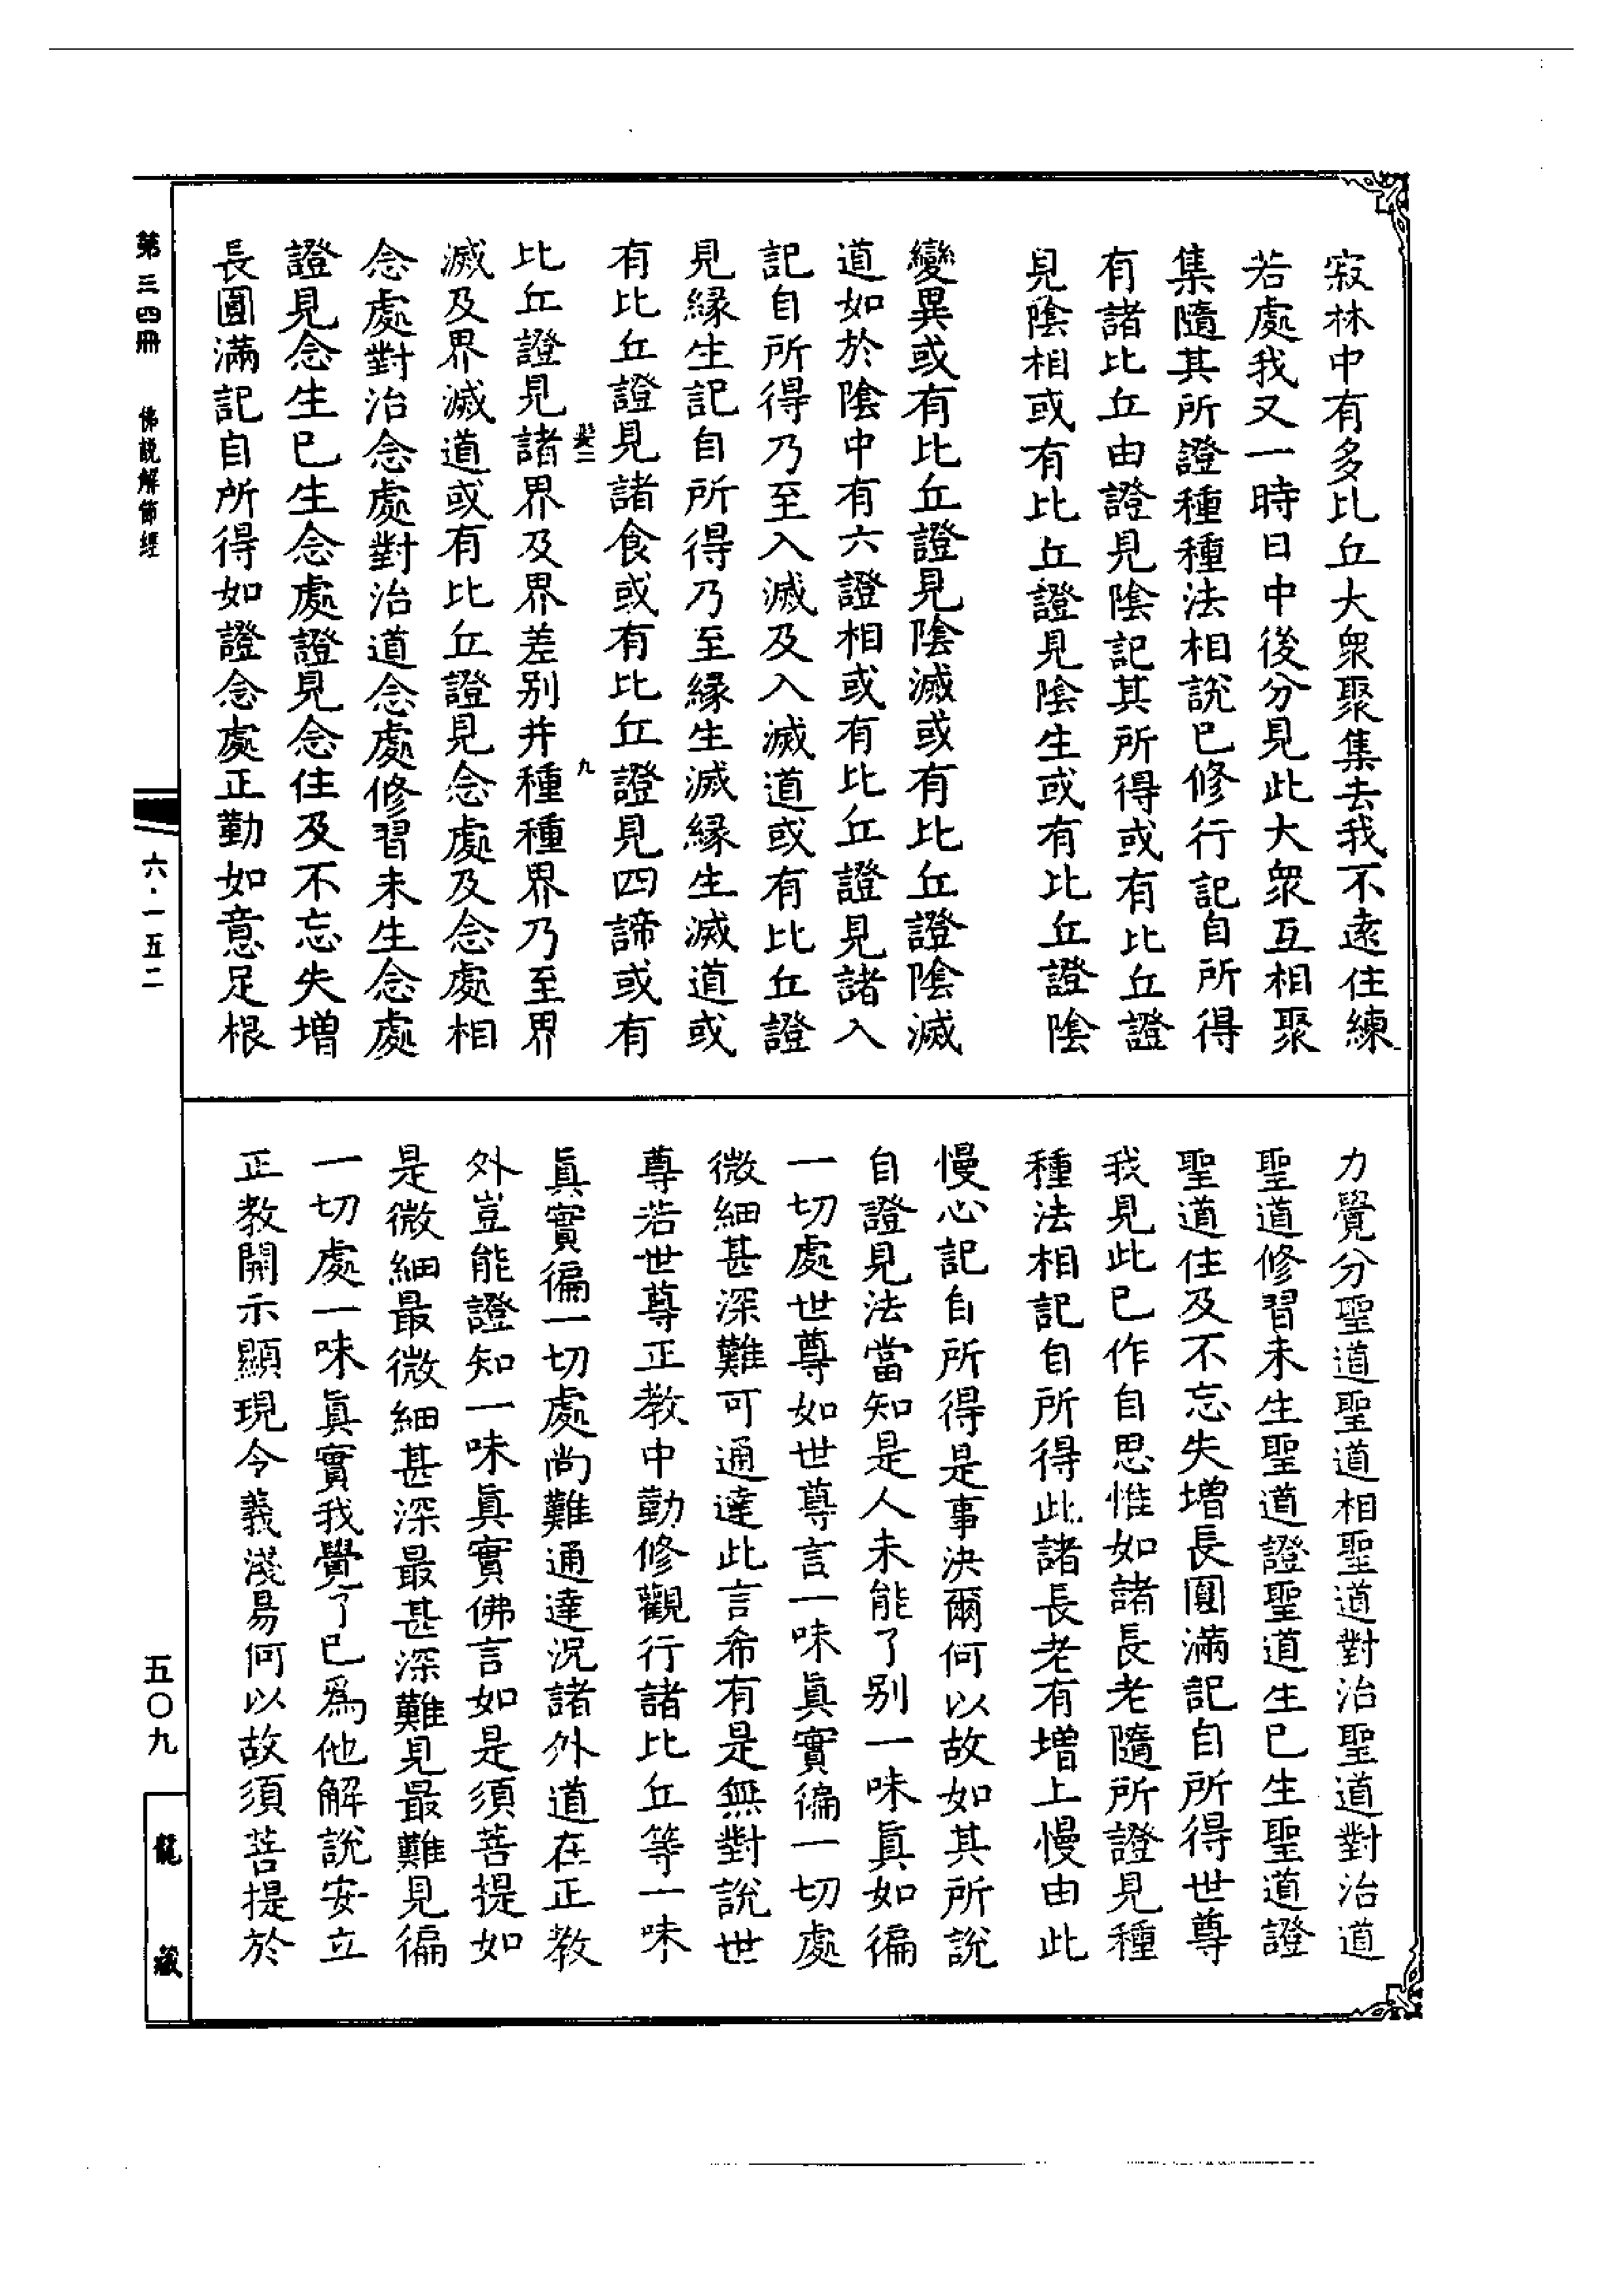 寂林中有多比丘大衆聚集去我不遠住練
若處我又一時日中後分見此大衆互相聚
集隨其所證種種法相說已修行記自所得
有諸比丘由證見陰記其所得或有比丘證
見陰相或有比丘證見陰生或有比丘證陰
變異或有比丘證見陰滅或有比丘證陰滅
道如於陰中有六證相或有比丘證見諸入
記自所得乃至入滅及入滅道或有比丘證
見緣生記自所得乃至緣生滅緣生滅道或
有比丘證見諸食或有比丘證見四諦或有
比丘證見諸界及界差别并種種界乃至界
滅及界滅道或有比丘證見念處及念處相
念處對治念處對治道念處修習未生念處
證見念生已生念處證見念住及不忘失增
長圓滿記自所得如證念處正勤如意足根
力覺分聖道聖道相聖道對治聖道對治道
聖道修習未生聖道證聖道生已生聖道證
聖道住及不忘失增長圓滿記自所得世尊
我見此已作自思惟如諸長老隨所證見種
種法相記自所得此諸長老有增上慢由此
慢心記自所得是事決爾何以故如其所說
自證見法當知是人未能了别一味眞如徧
一切處世尊如世尊言一味眞實徧一切處
微細甚深難可通達此言希有是無對說世
尊若世尊正教中勤修觀行諸比丘等一味
眞實徧一切處尚難通達況諸外道在正教
外豈能證知一味眞實佛言如是須菩提如
是微細最微細甚深最甚深難見最難見徧
一切處一味眞實我覺了已爲他解說安立
正教開示顯現令義淺易何以故須菩提於
九
第三四冊 佛說解節經
六·一五二
五〇九
龍藏